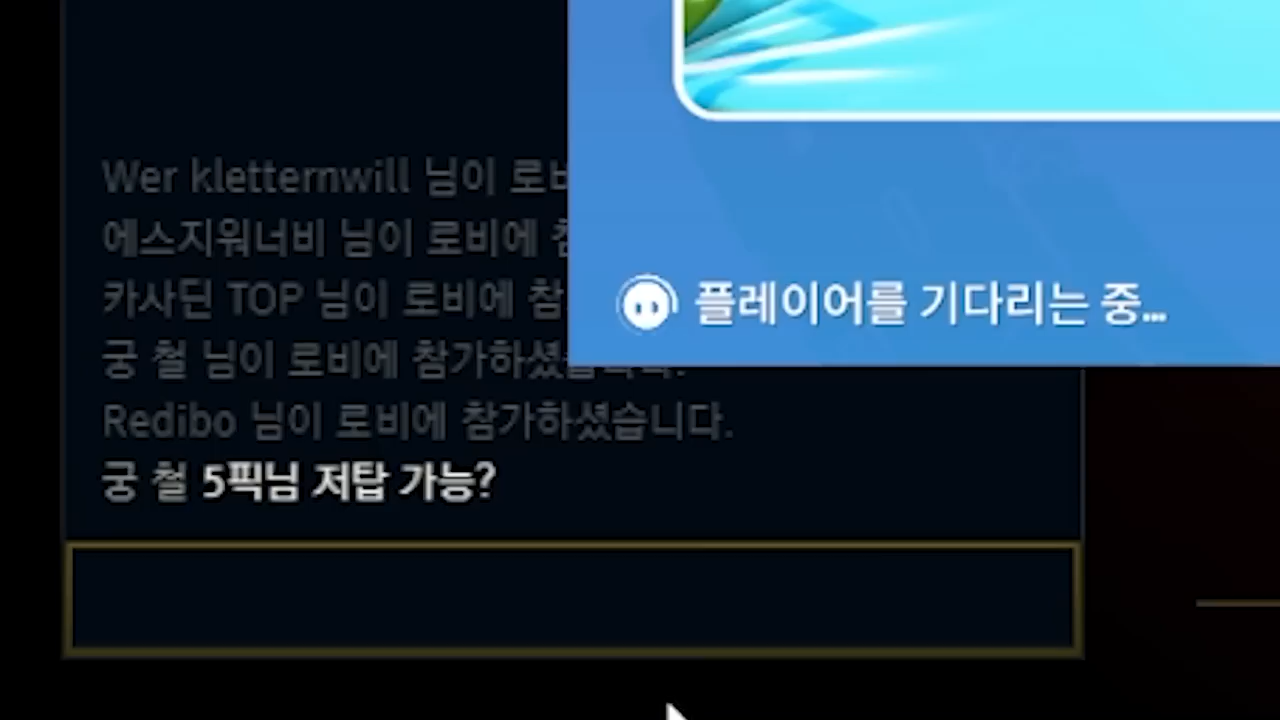 Wer kletternwill 님이 로비
에스지워너비 님이 로비에
카사딘 TOP 님이 로비에 참
궁 철 님이 로비에 참가하셨습니다.
Redibo 님이 로비에 참가하셨습니다.
궁 철 5픽님 저탑 가능?
플레이어를 기다리는 중...